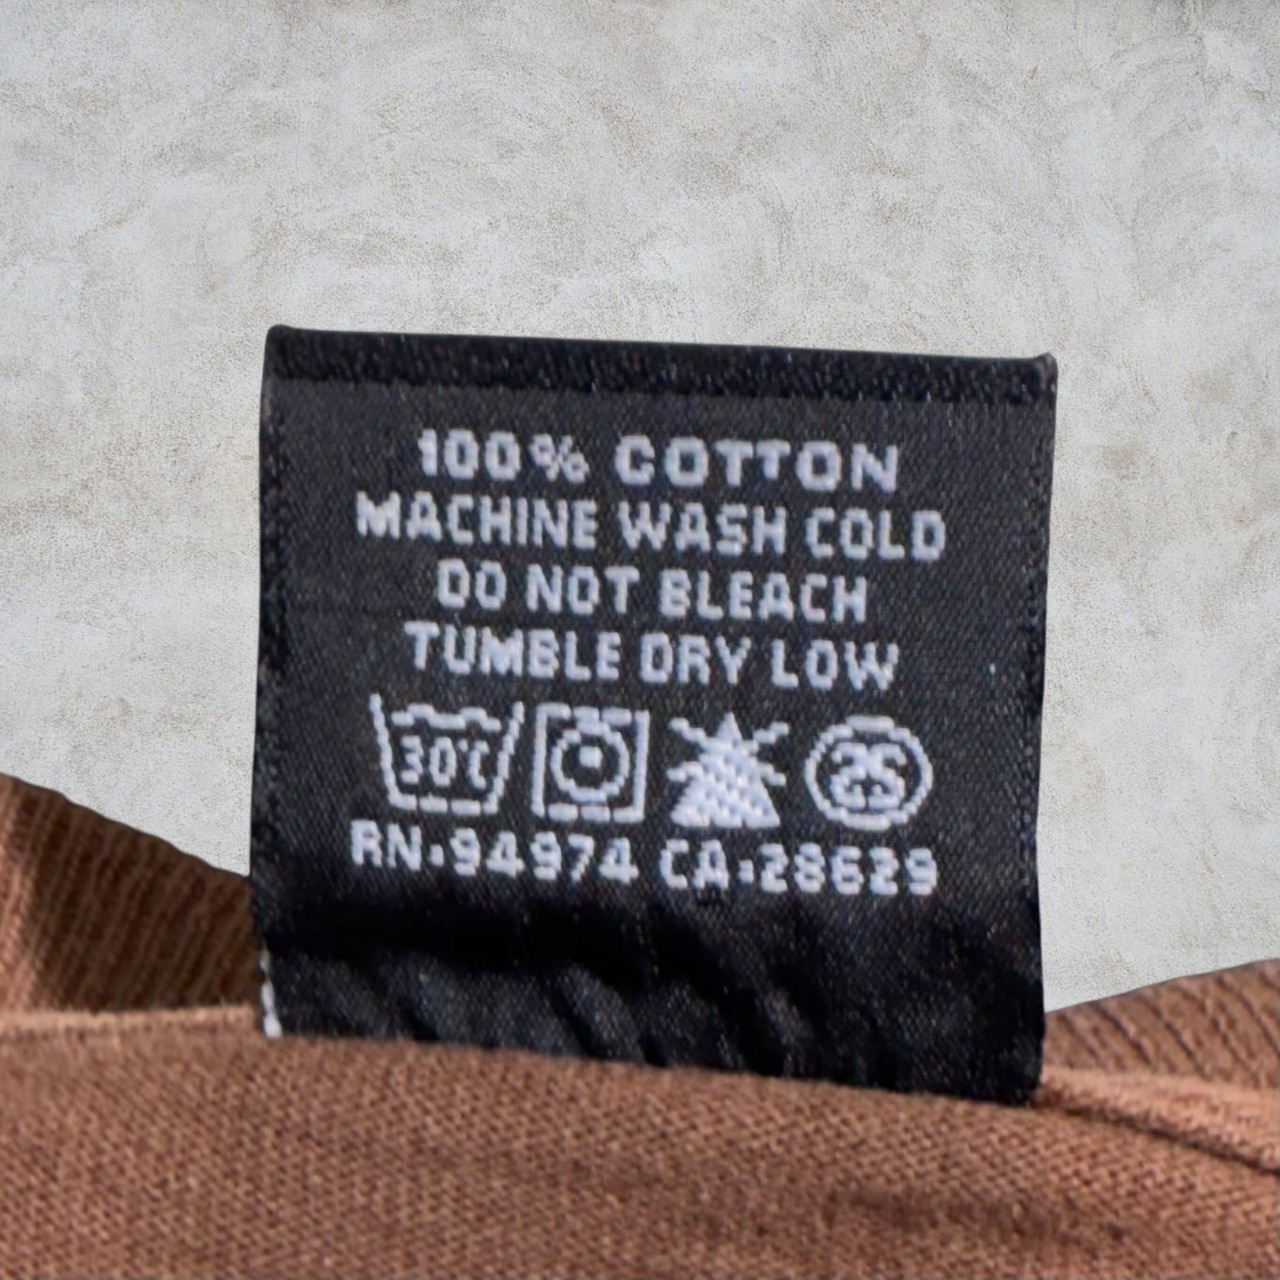 100% COTTON
MACHINE WASH COLD
DO NOT BLEACH
TUMBLE DRY LOW
30°C
RN·94974 CA·28629